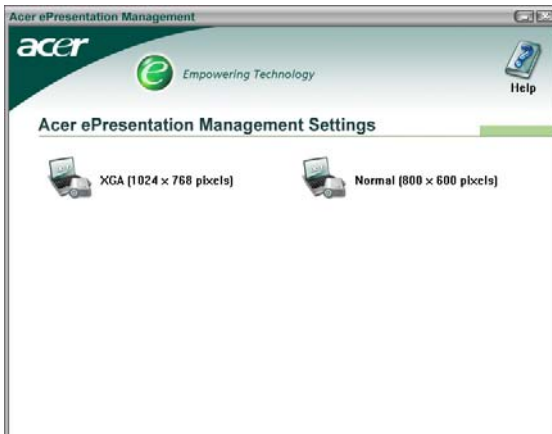 Acer ePresentation Management
acer
e Empowering Technology
Help
Acer ePresentation Management Settings
XGA (1024 x 768 pixels)
Normal (800 x 600 pixels)